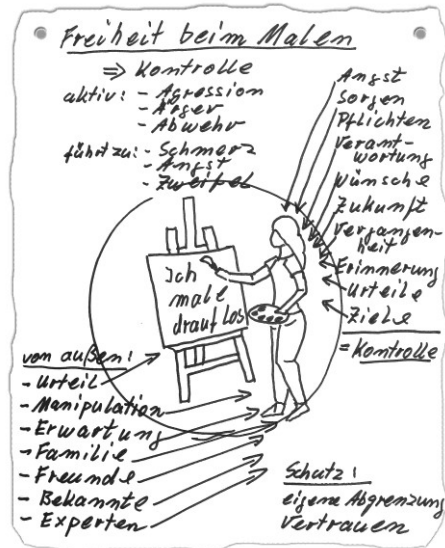 Freiheit beim Malen
⇒ Kontrolle
aktiv: - Agression
- Ärger
- Abwehr
führt zu: - Schmerz
- Angst
- Zweifel
Angst
Sorgen
Pflichten
Verant-
wortung
Wünsche
Zukunft
Vergangen-
heit
Erinnerung
Urteile
Ziele
= Kontrolle
Ich
male
drauf los
von außen:
- Urteil
- Manipulation
- Erwartung
- Familie
- Freunde
- Bekannte
- Experten
Schutz:
eigene Abgrenzung
Vertrauen